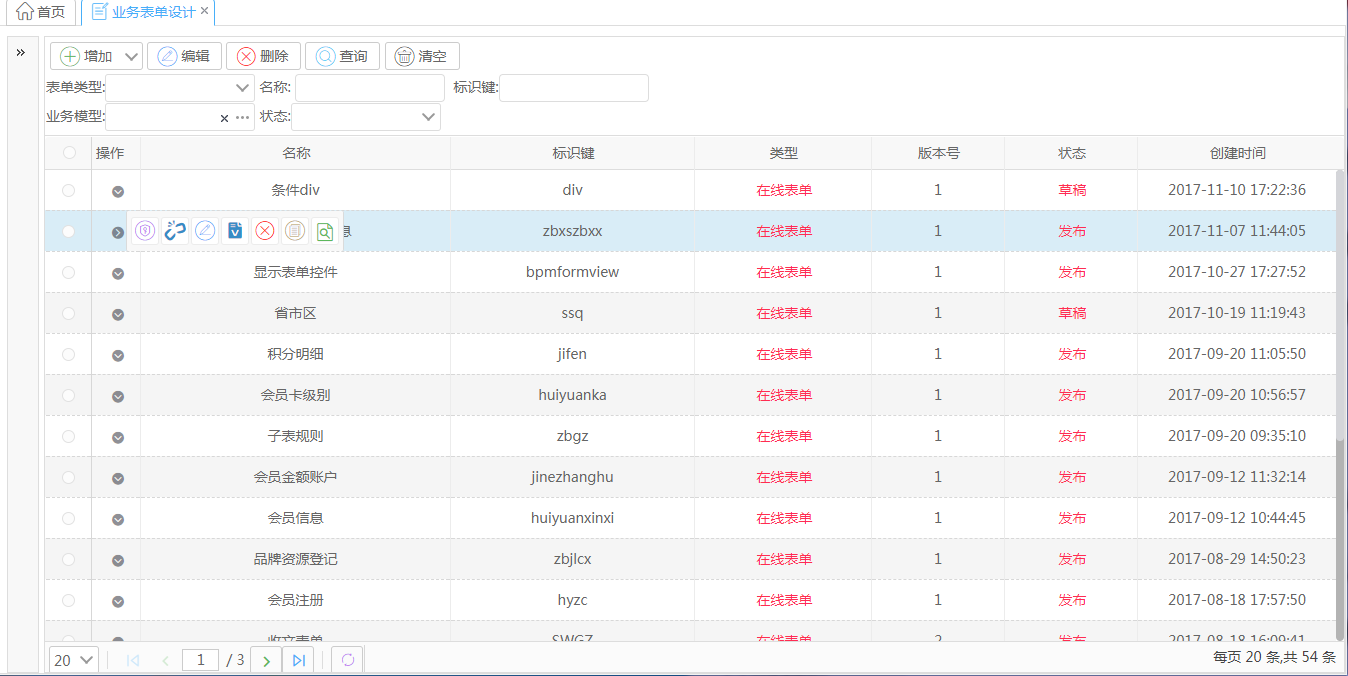 首页 业务表单设计 ×
»
增加 编辑 删除 查询 清空
表单类型: 名称: 标识键:
业务模型: × ··· 状态:
操作 名称 标识键 类型 版本号 状态 创建时间
条件div div 在线表单 1 草稿 2017-11-10 17:22:36
息 zbxszbxx 在线表单 1 发布 2017-11-07 11:44:05
显示表单控件 bpmformview 在线表单 1 发布 2017-10-27 17:27:52
省市区 ssq 在线表单 1 草稿 2017-10-19 11:19:43
积分明细 jifen 在线表单 1 发布 2017-09-20 11:05:50
会员卡级别 huiyuanka 在线表单 1 发布 2017-09-20 10:56:57
子表规则 zbgz 在线表单 1 发布 2017-09-20 09:35:10
会员金额账户 jinezhanghu 在线表单 1 发布 2017-09-12 11:32:14
会员信息 huiyuanxinxi 在线表单 1 发布 2017-09-12 10:44:45
品牌资源登记 zbjlcx 在线表单 1 发布 2017-08-29 14:50:23
会员注册 hyzc 在线表单 1 发布 2017-08-18 17:57:50
收文表单 SWGZ 在线表单 2 发布 2017-08-18 16:09:41
20 1 / 3 每页 20 条,共 54 条